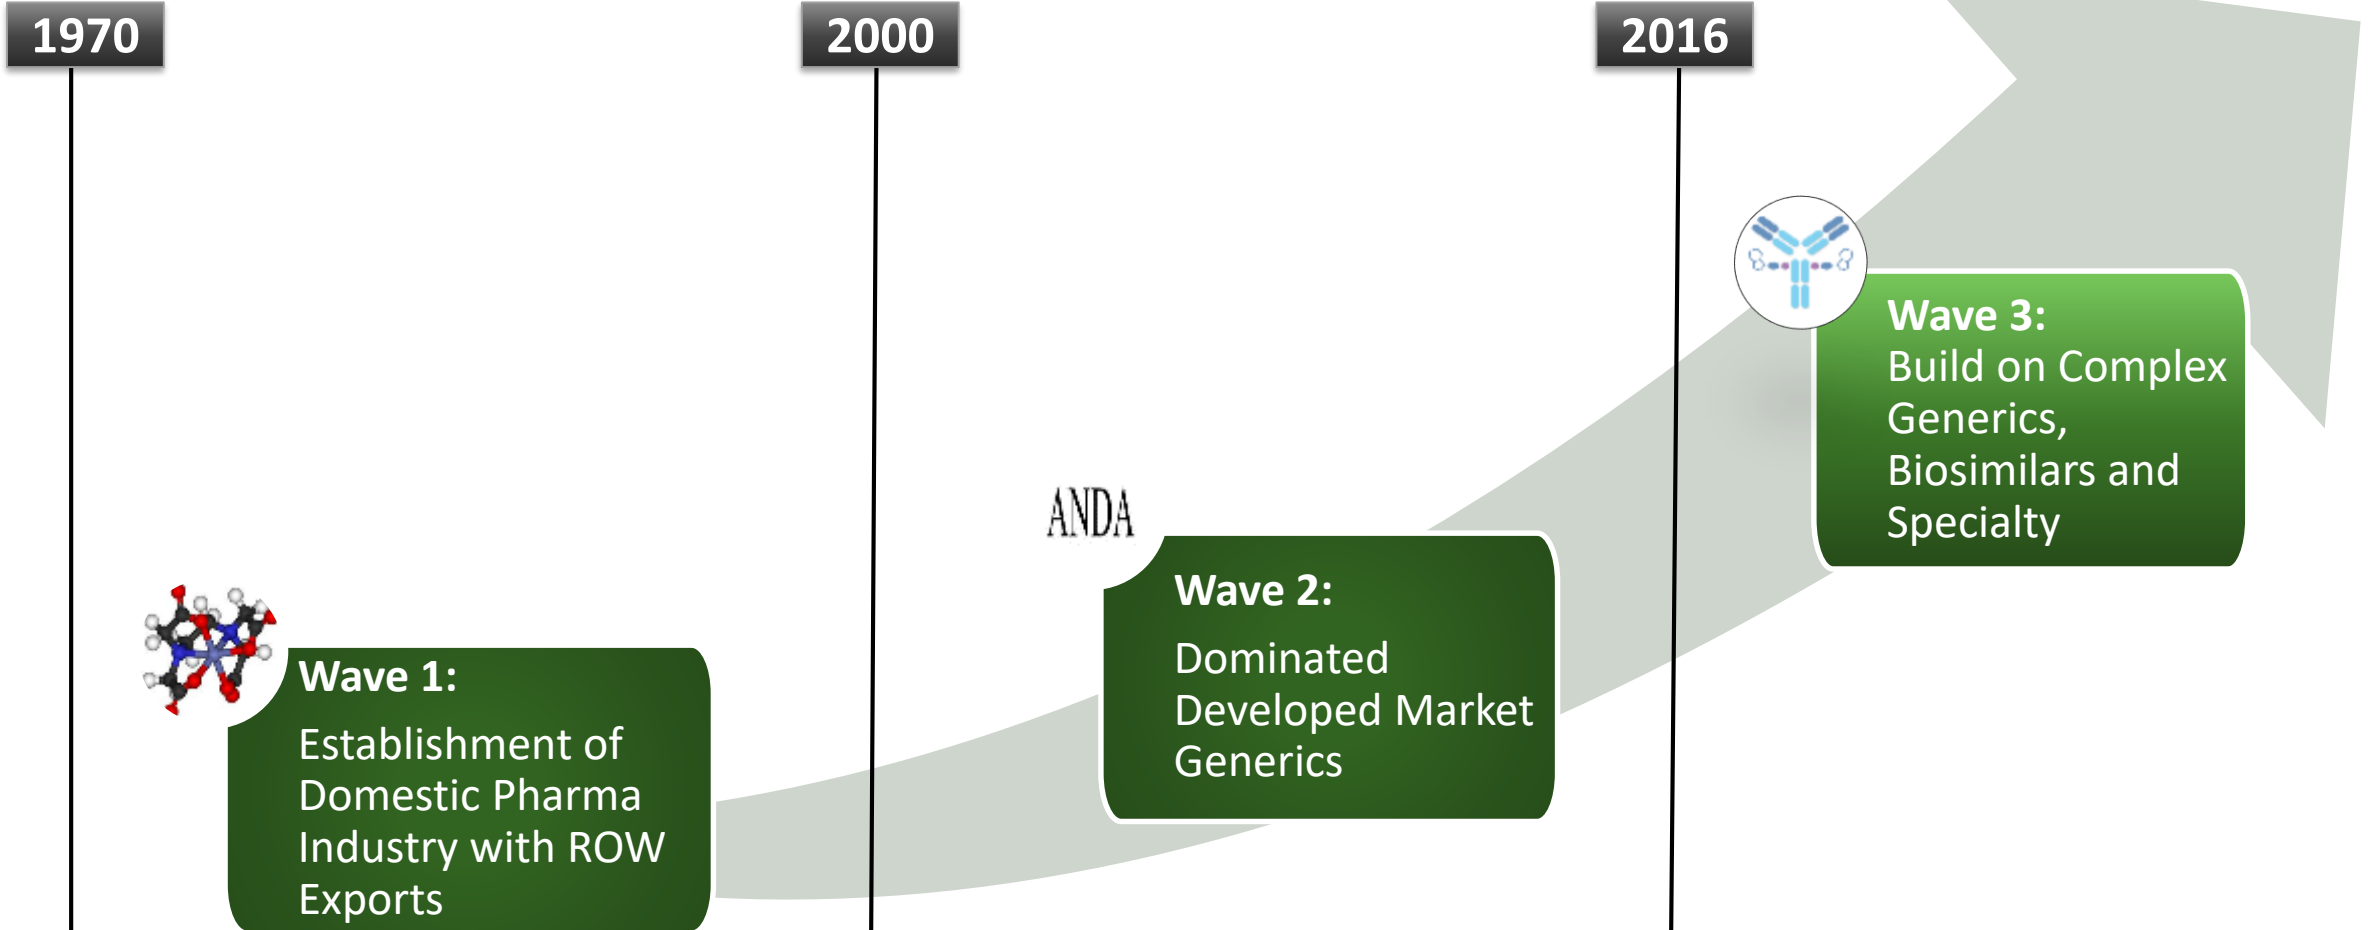 1970
2000
2016
Wave 1:
Establishment of
Domestic Pharma
Industry with ROW
Exports
ANDA
Wave 2:
Dominated
Developed Market
Generics
Wave 3:
Build on Complex
Generics,
Biosimilars and
Specialty